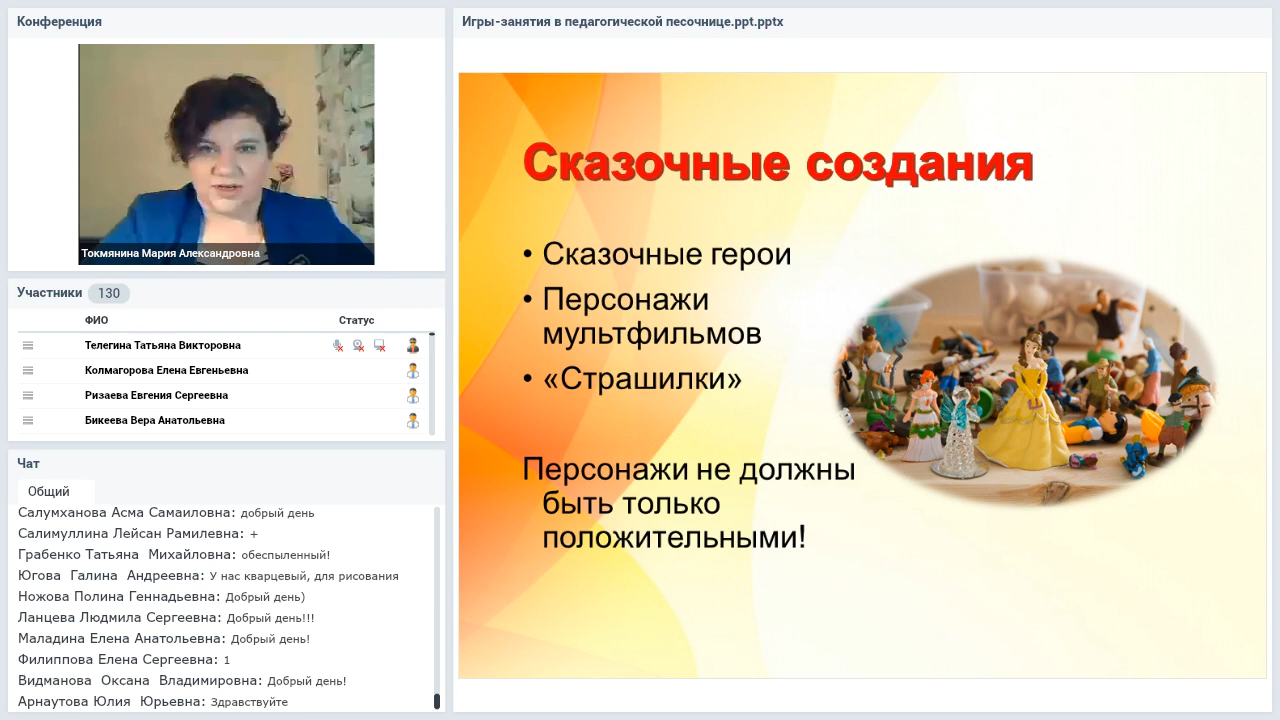 Конференция
Токмянина Мария Александровна
Участники 130
ФИО Статус
Телегина Татьяна Викторовна
Колмагорова Елена Евгеньевна
Ризаева Евгения Сергеевна
Бикеева Вера Анатольевна
Чат
Общий
Салумханова Асма Самаиловна: добрый день
Салимуллина Лейсан Рамилевна: +
Грабенко Татьяна Михайловна: обеспыленный!
Югова Галина Андреевна: У нас кварцевый, для рисования
Ножова Полина Геннадьевна: Добрый день)
Ланцева Людмила Сергеевна: Добрый день!!!
Маладина Елена Анатольевна: Добрый день!
Филиппова Елена Сергеевна: 1
Видманова Оксана Владимировна: Добрый день!
Арнаутова Юлия Юрьевна: Здравствуйте
Игры-занятия в педагогической песочнице.ppt.pptx
Сказочные создания
• Сказочные герои
• Персонажи
мультфильмов
• «Страшилки»
Персонажи не должны
быть только
положительными!